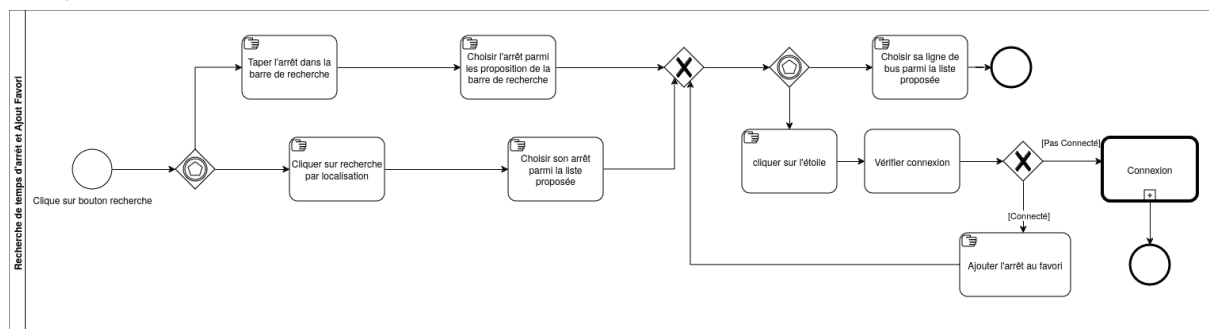 Recherche de temps d'arrêt et Ajout Favori
Clique sur bouton recherche
Taper l'arrêt dans la
barre de recherche
Choisir l'arrêt parmi
les proposition de la
barre de recherche
Cliquer sur recherche
par localisation
Choisir son arrêt
parmi la liste
proposée
Choisir sa ligne de
bus parmi la liste
proposée
cliquer sur l'étoile
Vérifier connexion
[Pas Connecté]
Connexion
[Connecté]
Ajouter l'arrêt au favori